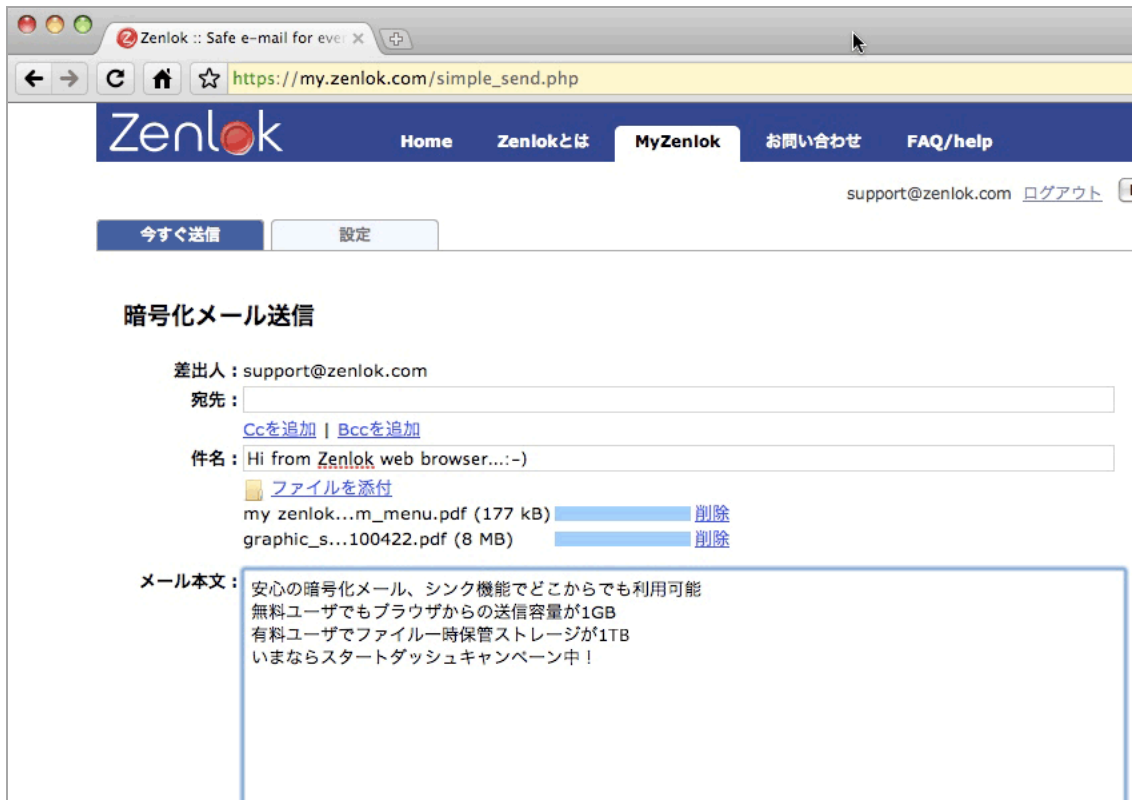 Zenlok :: Safe e-mail for eve
https://my.zenlok.com/simple_send.php
Zenlok Home Zenlokとは MyZenlok お問い合わせ FAQ/help
support@zenlok.com ログアウト
今すぐ送信 設定
暗号化メール送信
差出人 : support@zenlok.com
宛先 :
Ccを追加 | Bccを追加
件名 : Hi from Zenlok web browser...:-)
ファイルを添付
my zenlok...m_menu.pdf (177 kB) 削除
graphic_s...100422.pdf (8 MB) 削除
メール本文 : 安心の暗号化メール、シンク機能でどこからでも利用可能
無料ユーザでもブラウザからの送信容量が1GB
有料ユーザでファイル一時保管ストレージが1TB
いまならスタートダッシュキャンペーン中！